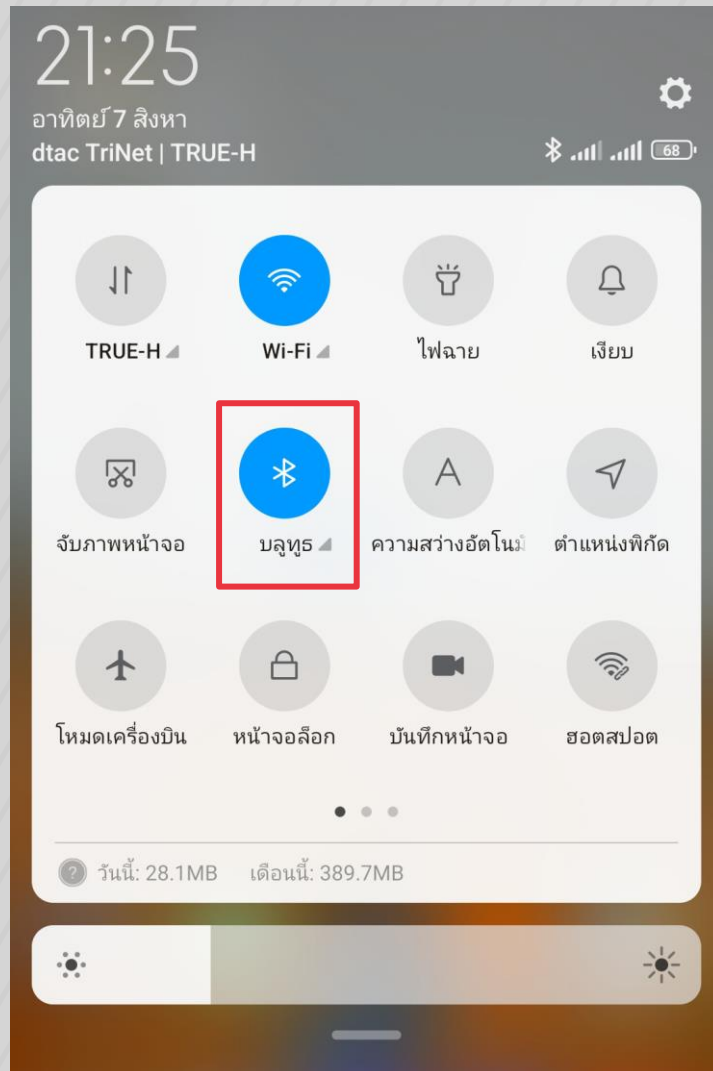 21:25
อาทิตย์ 7 สิงหา
dtac TriNet | TRUE-H
68
TRUE-H
Wi-Fi
ไฟฉาย
เงียบ
จับภาพหน้าจอ
บลูทูธ
ความสว่างอัตโนมั
ตำแหน่งพิกัด
โหมดเครื่องบิน
หน้าจอล็อก
บันทึกหน้าจอ
ฮอตสปอต
วันนี้: 28.1MB เดือนนี้: 389.7MB